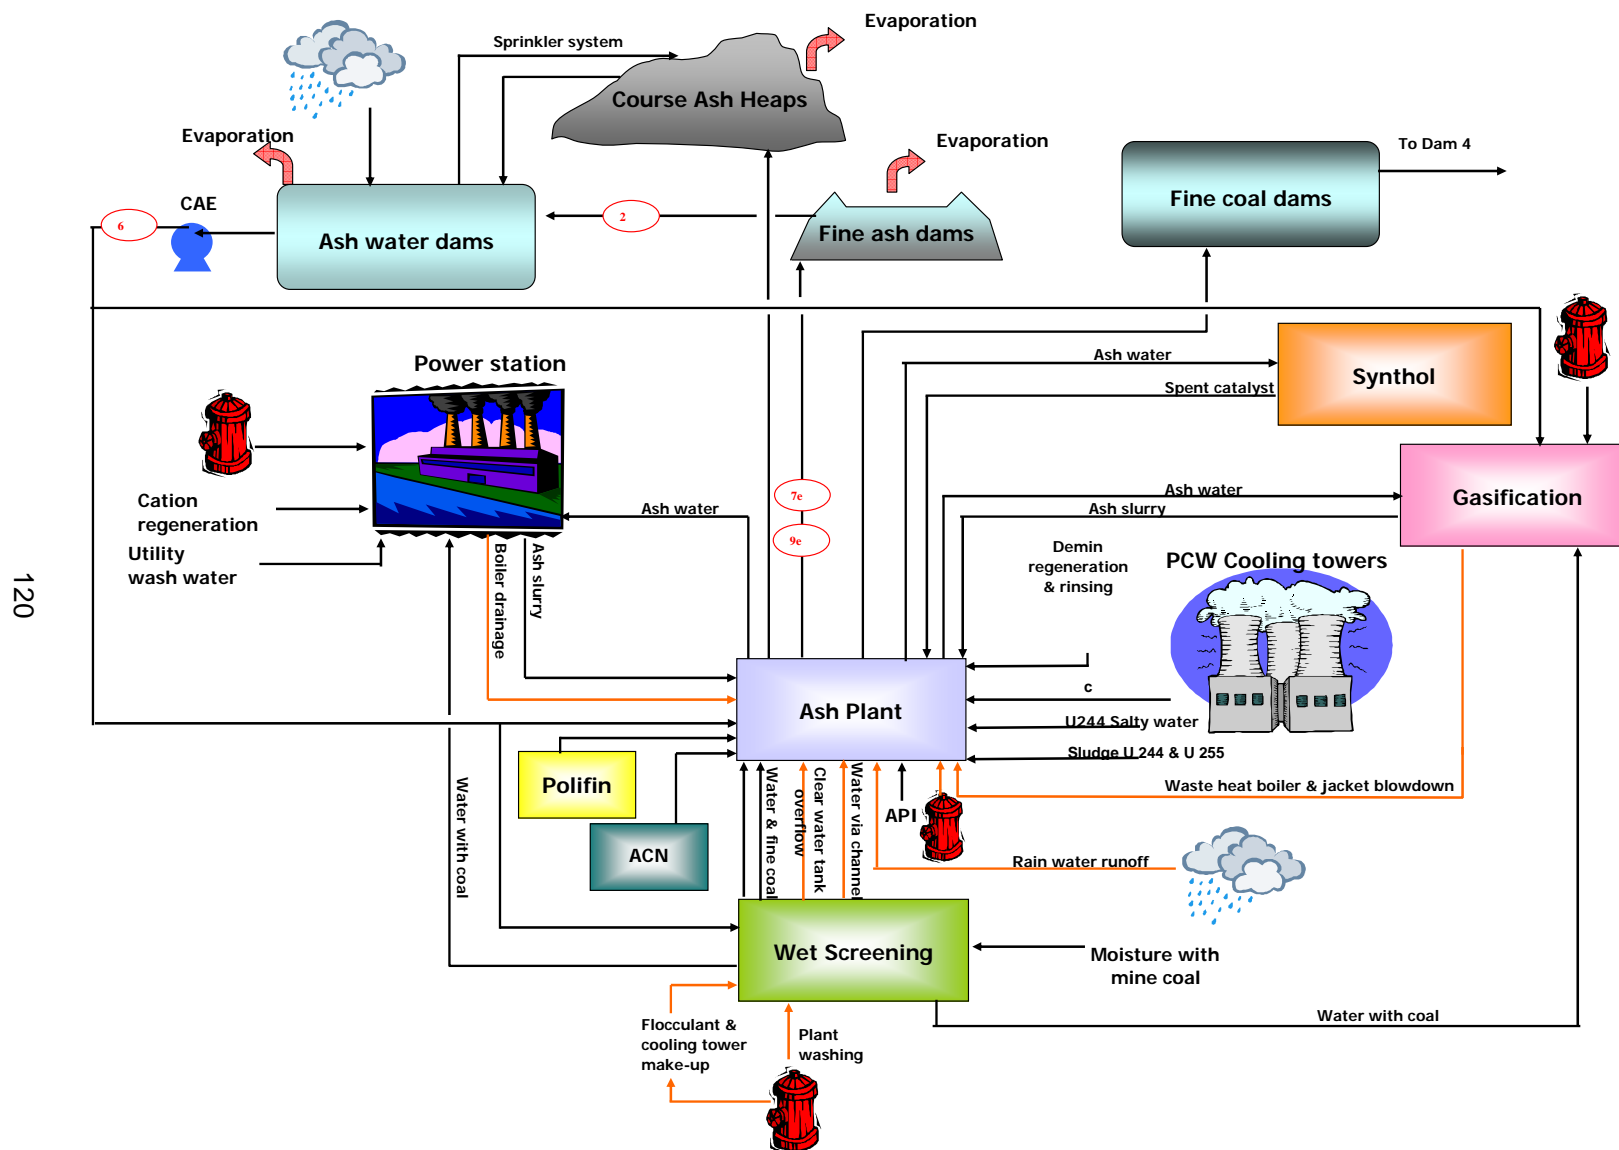 Evaporation
Sprinkler system
Course Ash Heaps
Evaporation
Evaporation
To Dam 4
Fine coal dams
CAE
6
2
Ash water dams
Fine ash dams
Power station
Ash water
Synthol
Spent catalyst
7e
Ash water
Gasification
Cation
regeneration
Ash water
Ash slurry
9e
Utility
wash water
Boiler drainage
Ash slurry
Demin
regeneration
& rinsing
PCW Cooling towers
120
c
Ash Plant
U244 Salty water
Sludge U 244 & U 255
Polifin
Waste heat boiler & jacket blowdown
Water with coal
Water & fine coal
Clear water tank
overflow
Water via channel
API
ACN
Rain water runoff
Wet Screening
Moisture with
mine coal
Water with coal
Flocculant &
cooling tower
make-up
Plant
washing